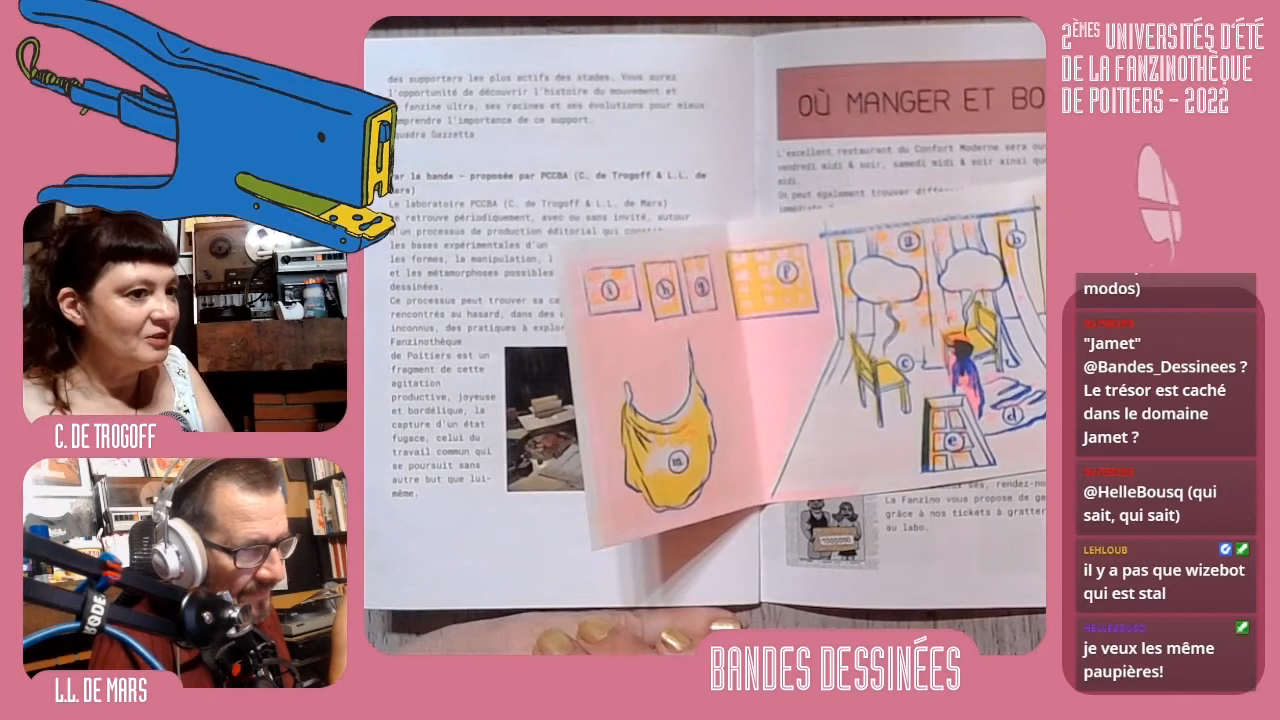 2ÈMES UNIVERSITÉS D'ÉTÉ
DE LA FANZINOTHÈQUE
DE POITIERS - 2022
des supporters les plus actifs des stades. Vous aurez
l'opportunité de découvrir l'histoire du mouvement et
fanzine ultra, ses racines et ses évolutions pour mieux
comprendre l'importance de ce support.
Squadra Gazzetta
Par la bande — proposée par PCCBA (C. de Trogoff & L.L. de
Mars)
Le laboratoire PCCBA (C. de Trogoff & L.L. de Mars)
se retrouve périodiquement, avec ou sans invité, autour
d'un processus de production éditorial qui
les bases expérimentales d'un
les formes, la manipulation,
et les métamorphoses possibles
dessinées.
Ce processus peut trouver sa
rencontrés au hasard, dans des
inconnus, des pratiques à explor
Fanzinothèque
de Poitiers est un
fragment de cette
agitation
productive, joyeuse
et bordélique, la
capture d'un état
fugace, celui du
travail commun qui
se poursuit sans
autre but que lui-
même.
OÙ MANGER ET BO
L'excellent restaurant du Confort Moderne sera ou
vendredi midi & soir, samedi midi & soir ainsi que
midi.
On peut également trouver
a
b
h
g
p
c
m
e
d
rendez-no
La Fanzino vous propose de ga
grâce à nos tickets à gratter
au labo.
C. DE TROGOFF
L.L. DE MARS
RODE
BANDES DESSINÉES
modos)
"Jamet"
@Bandes_Dessinees ?
Le trésor est caché
dans le domaine
Jamet ?
@HelleBousq (qui
sait, qui sait)
LEHLOUB
il y a pas que wizebot
qui est stal
HELLEBOUSQ
je veux les même
paupières!